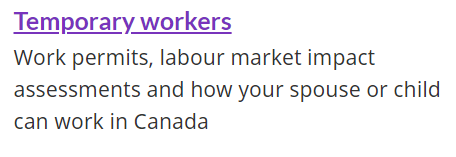 Temporary workers
Work permits, labour market impact
assessments and how your spouse or child
can work in Canada